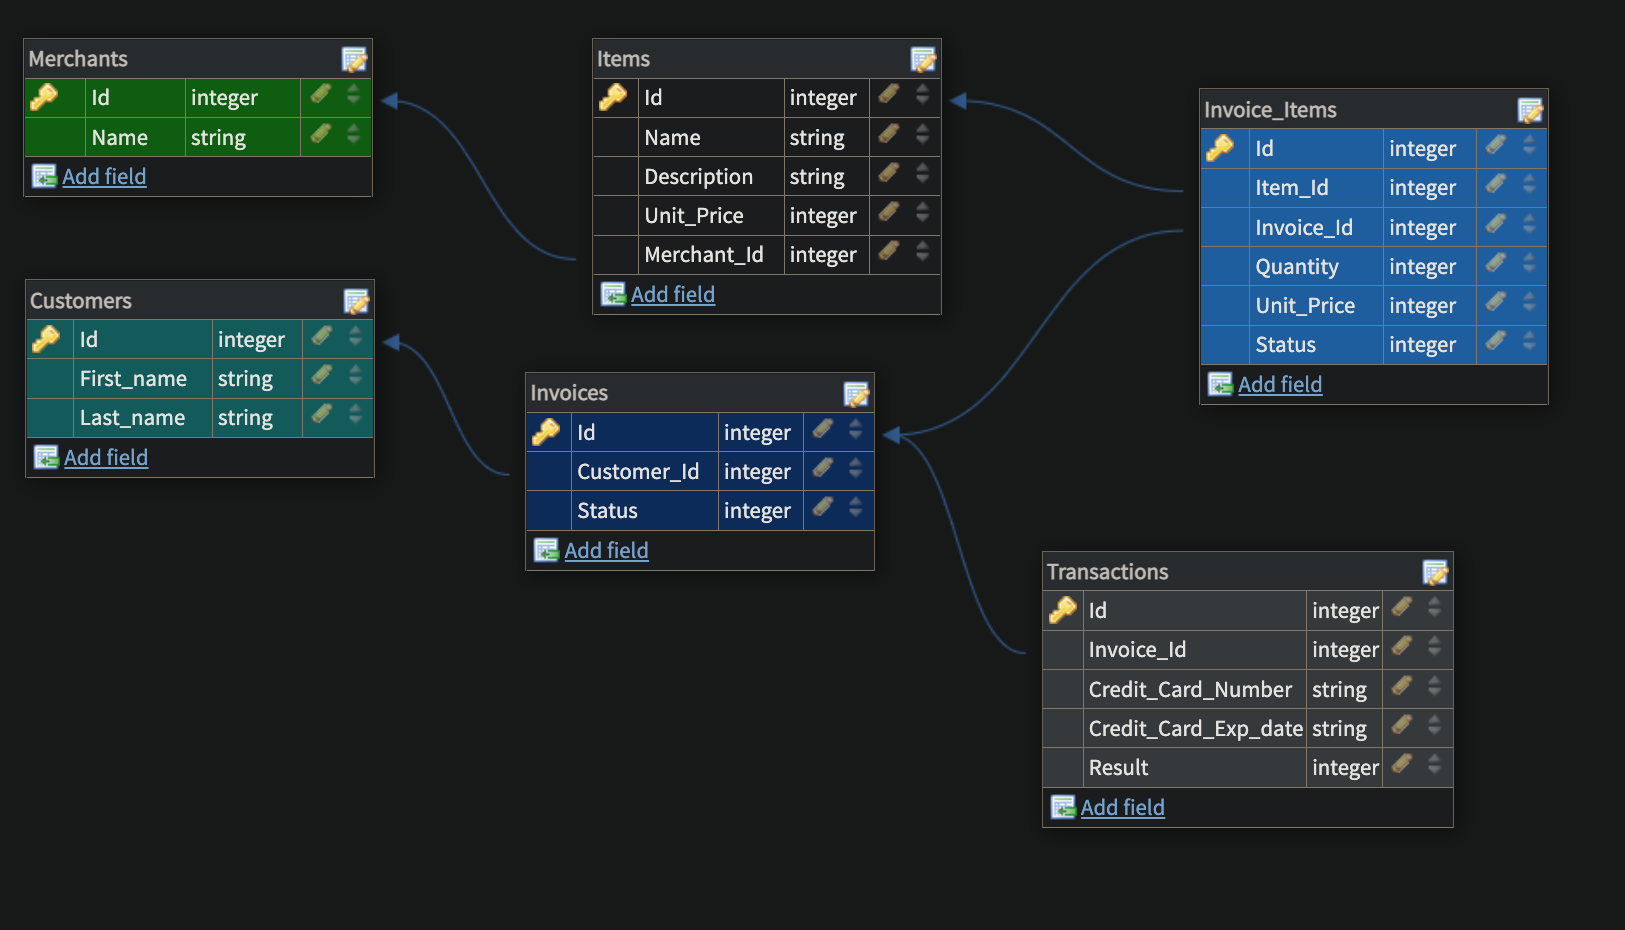 Merchants
Id integer
Name string
Add field
Customers
Id integer
First_name string
Last_name string
Add field
Items
Id integer
Name string
Description string
Unit_Price integer
Merchant_Id integer
Add field
Invoices
Id integer
Customer_Id integer
Status integer
Add field
Invoice_Items
Id integer
Item_Id integer
Invoice_Id integer
Quantity integer
Unit_Price integer
Status integer
Add field
Transactions
Id integer
Invoice_Id integer
Credit_Card_Number string
Credit_Card_Exp_date string
Result integer
Add field